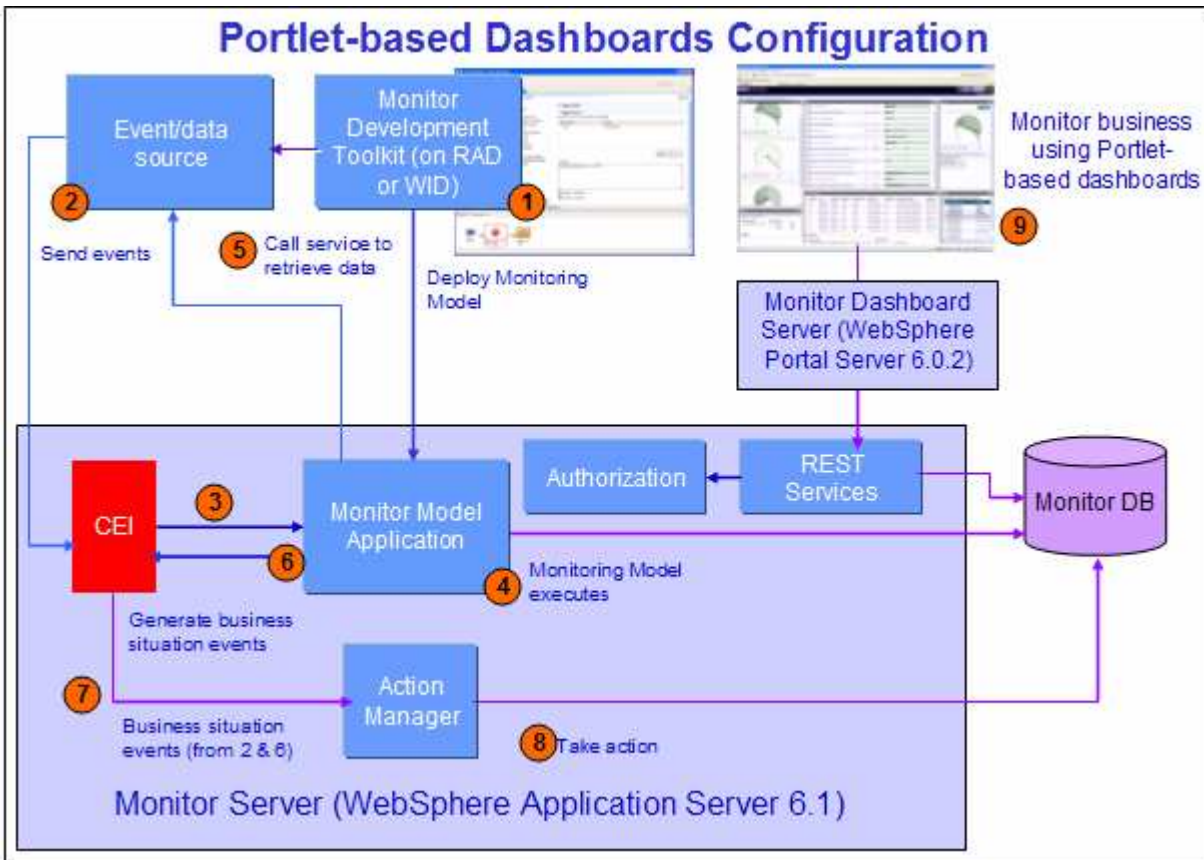 Portlet-based Dashboards Configuration
Event/data
source
Monitor
Development
Toolkit (on RAD
or WID)
Monitor business
using Portlet-
based dashboards
2
1
9
Send events
5
Call service to
retrieve data
Deploy Monitoring
Model
Monitor Dashboard
Server (WebSphere
Portal Server 6.0.2)
CEI
3
6
Monitor Model
Application
4
Authorization
REST
Services
Monitor DB
Monitoring Model
executes
Generate business
situation events
7
Business situation
events (from 2 & 6)
Action
Manager
8
Take action
Monitor Server (WebSphere Application Server 6.1)